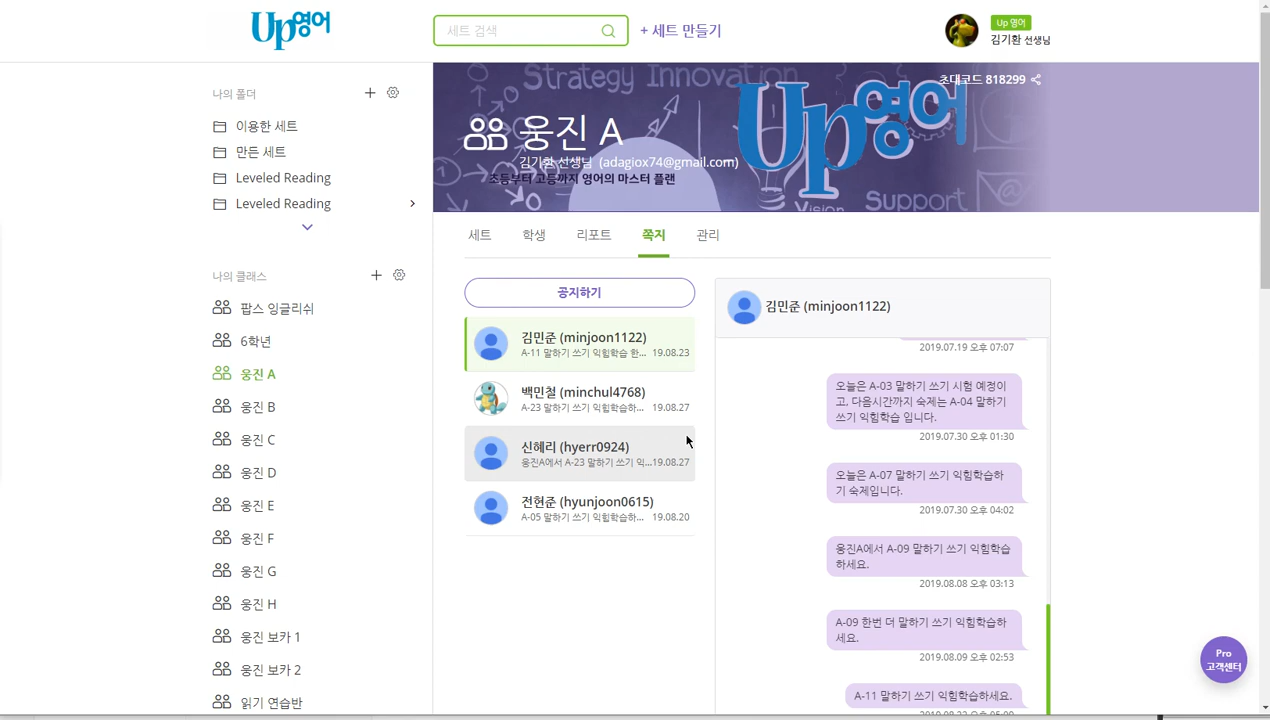 Up영어
세트 검색
+ 세트 만들기
Up 영어
김기환 선생님
나의 폴더
이용한 세트
만든 세트
Leveled Reading
Leveled Reading
나의 클래스
팝스 잉글리쉬
6학년
웅진 A
웅진 B
웅진 C
웅진 D
웅진 E
웅진 F
웅진 G
웅진 H
웅진 보카 1
웅진 보카 2
읽기 연습반
Strategy Innovation
초대코드 818299
Up영어
웅진 A
김기환 선생님 (adagiox74@gmail.com)
초등부터 고등까지 영어의 마스터 플랜
Vision
Support
세트 학생 리포트 쪽지 관리
공지하기
김민준 (minjoon1122)
A-11 말하기 쓰기 익힘학습 한... 19.08.23
백민철 (minchul4768)
A-23 말하기 쓰기 익힘학습하... 19.08.27
신혜리 (hyerr0924)
웅진A에서 A-23 말하기 쓰기 익...19.08.27
전현준 (hyunjoon0615)
A-05 말하기 쓰기 익힘학습하... 19.08.20
김민준 (minjoon1122)
2019.07.19 오후 07:07
오늘은 A-03 말하기 쓰기 시험 예정이
고, 다음시간까지 숙제는 A-04 말하기
쓰기 익힘학습 입니다.
2019.07.30 오후 01:30
오늘은 A-07 말하기 쓰기 익힘학습하
기 숙제입니다.
2019.07.30 오후 04:02
웅진A에서 A-09 말하기 쓰기 익힘학습
하세요.
2019.08.08 오후 03:13
A-09 한번 더 말하기 쓰기 익힘학습하
세요.
2019.08.09 오후 02:53
A-11 말하기 쓰기 익힘학습하세요.
Pro
고객센터